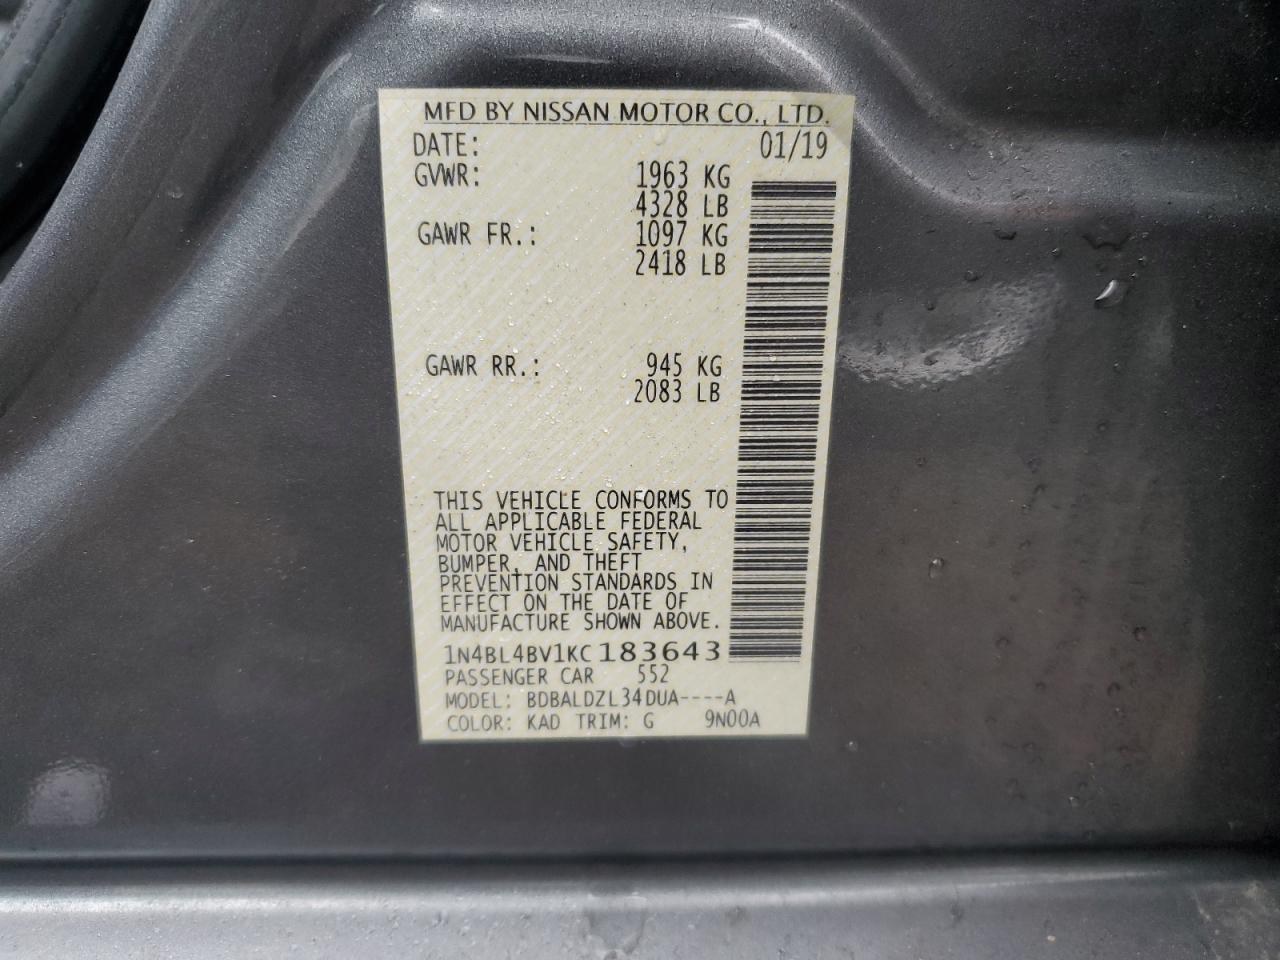 MFD BY NISSAN MOTOR CO., LTD.
DATE: 01/19
GVWR: 1963 KG
4328 LB
GAWR FR.: 1097 KG
2418 LB
GAWR RR.: 945 KG
2083 LB
THIS VEHICLE CONFORMS TO
ALL APPLICABLE FEDERAL
MOTOR VEHICLE SAFETY,
BUMPER, AND THEFT
PREVENTION STANDARDS IN
EFFECT ON THE DATE OF
MANUFACTURE SHOWN ABOVE.
1N4BL4BV1KC183643
PASSENGER CAR 552
MODEL: BDBALDZL34DUA----A
COLOR: KAD TRIM: G 9N00A